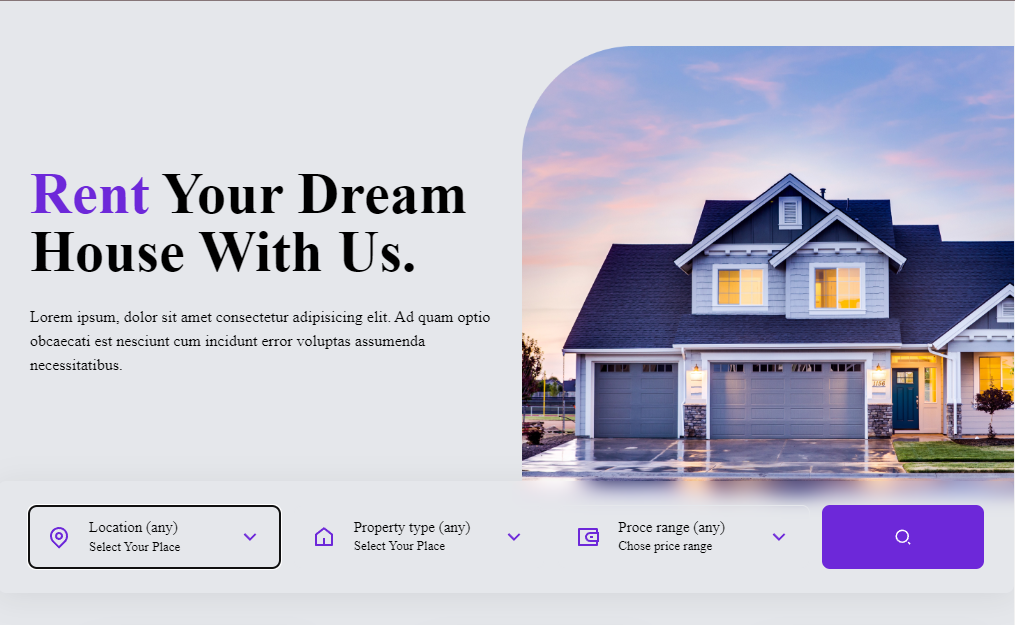 Rent Your Dream
House With Us.
Lorem ipsum, dolor sit amet consectetur adipisicing elit. Ad quam optio
obcaecati est nesciunt cum incidunt error voluptas assumenda
necessitatibus.
Location (any)
Select Your Place
Property type (any)
Select Your Place
Proce range (any)
Chose price range